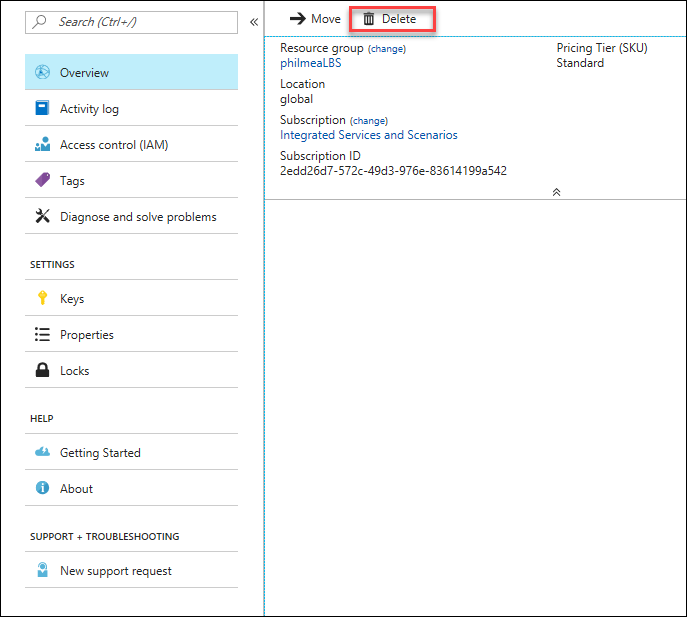 Search (Ctrl+/)
«
Overview
Activity log
Access control (IAM)
Tags
Diagnose and solve problems
SETTINGS
Keys
Properties
Locks
HELP
Getting Started
About
SUPPORT + TROUBLESHOOTING
New support request
Move Delete
Resource group (change)
philmeaLBS
Location
global
Subscription (change)
Integrated Services and Scenarios
Subscription ID
2edd26d7-572c-49d3-976e-83614199a542
Pricing Tier (SKU)
Standard